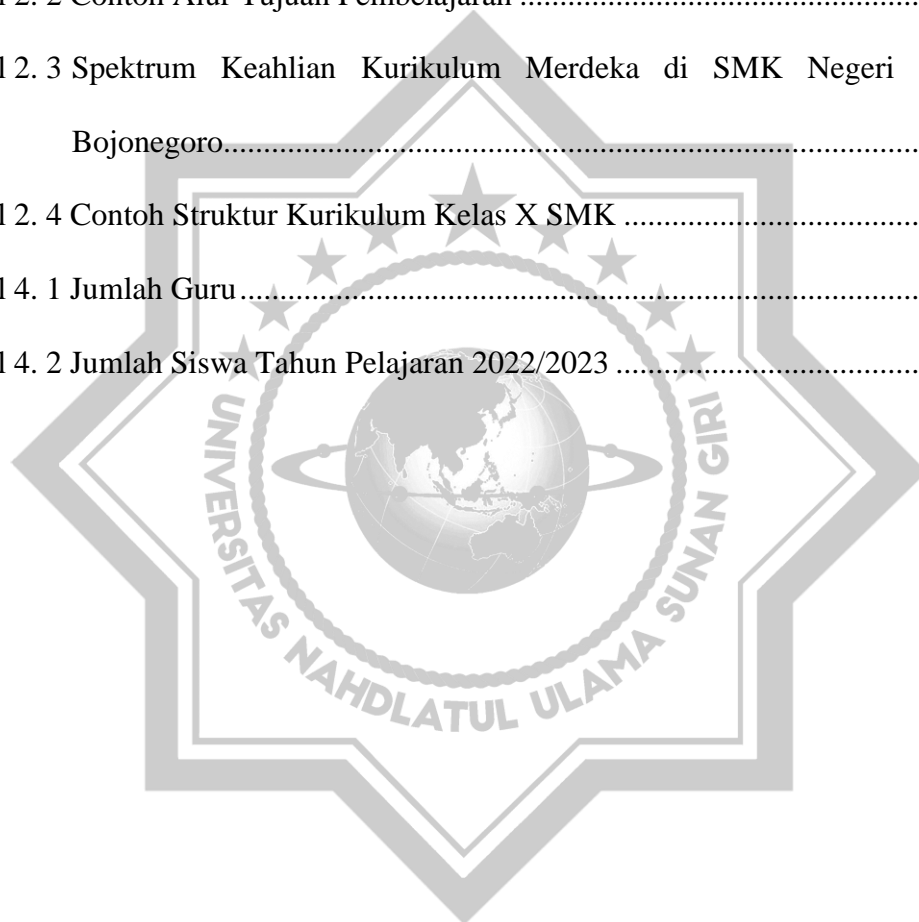 2. 2 Contoh Alur Tujuan Pembelajaran ........................................................
l 2. 3 Spektrum Keahlian Kurikulum Merdeka di SMK Negeri
Bojonegoro........................................................................................
l 2. 4 Contoh Struktur Kurikulum Kelas X SMK .....................................
l 4. 1 Jumlah Guru .....................................................................................
l 4. 2 Jumlah Siswa Tahun Pelajaran 2022/2023 ......................................
UNIVERSITAS NAHDLATUL ULAMA SUNAN GIRI